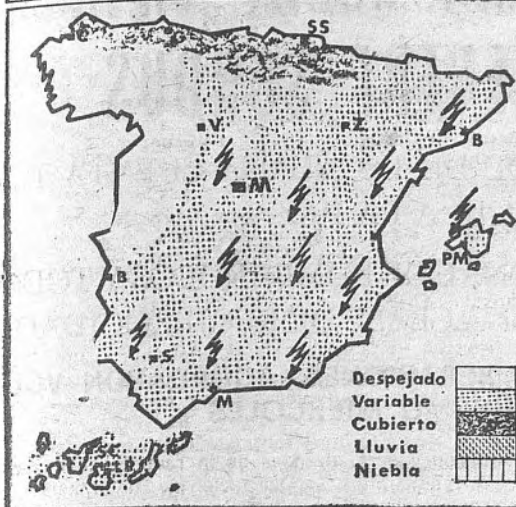 SS
V
Z
B
M
PM
B
S
M
Despejado
Variable
Cubierto
Lluvia
Niebla